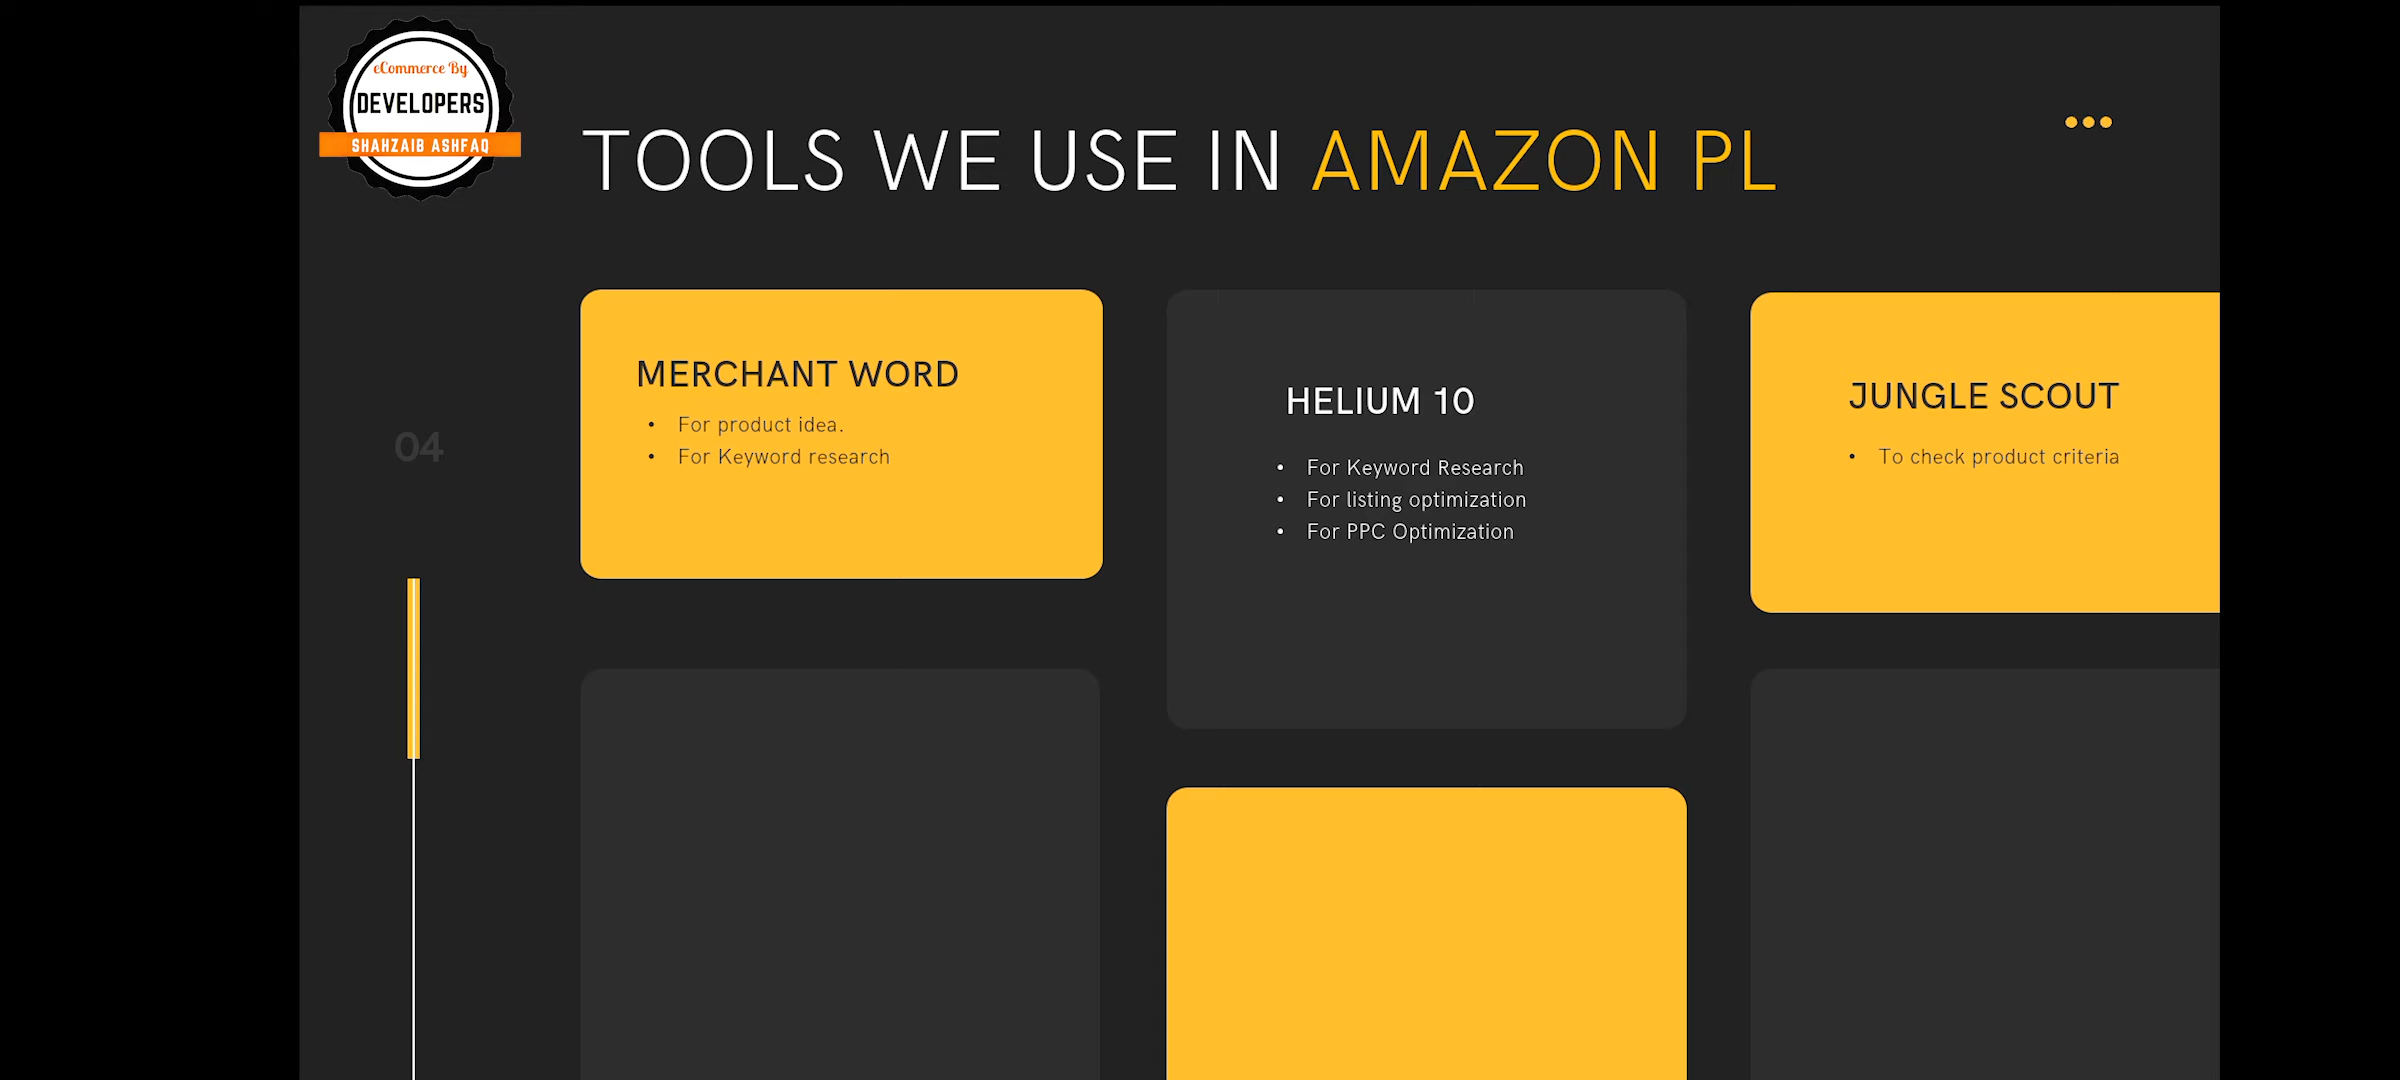 eCommerce By
DEVELOPERS
SHAHZAIB ASHFAQ
TOOLS WE USE IN AMAZON PL
04
MERCHANT WORD
• For product idea.
• For Keyword research
HELIUM 10
• For Keyword Research
• For listing optimization
• For PPC Optimization
JUNGLE SCOUT
• To check product criteria